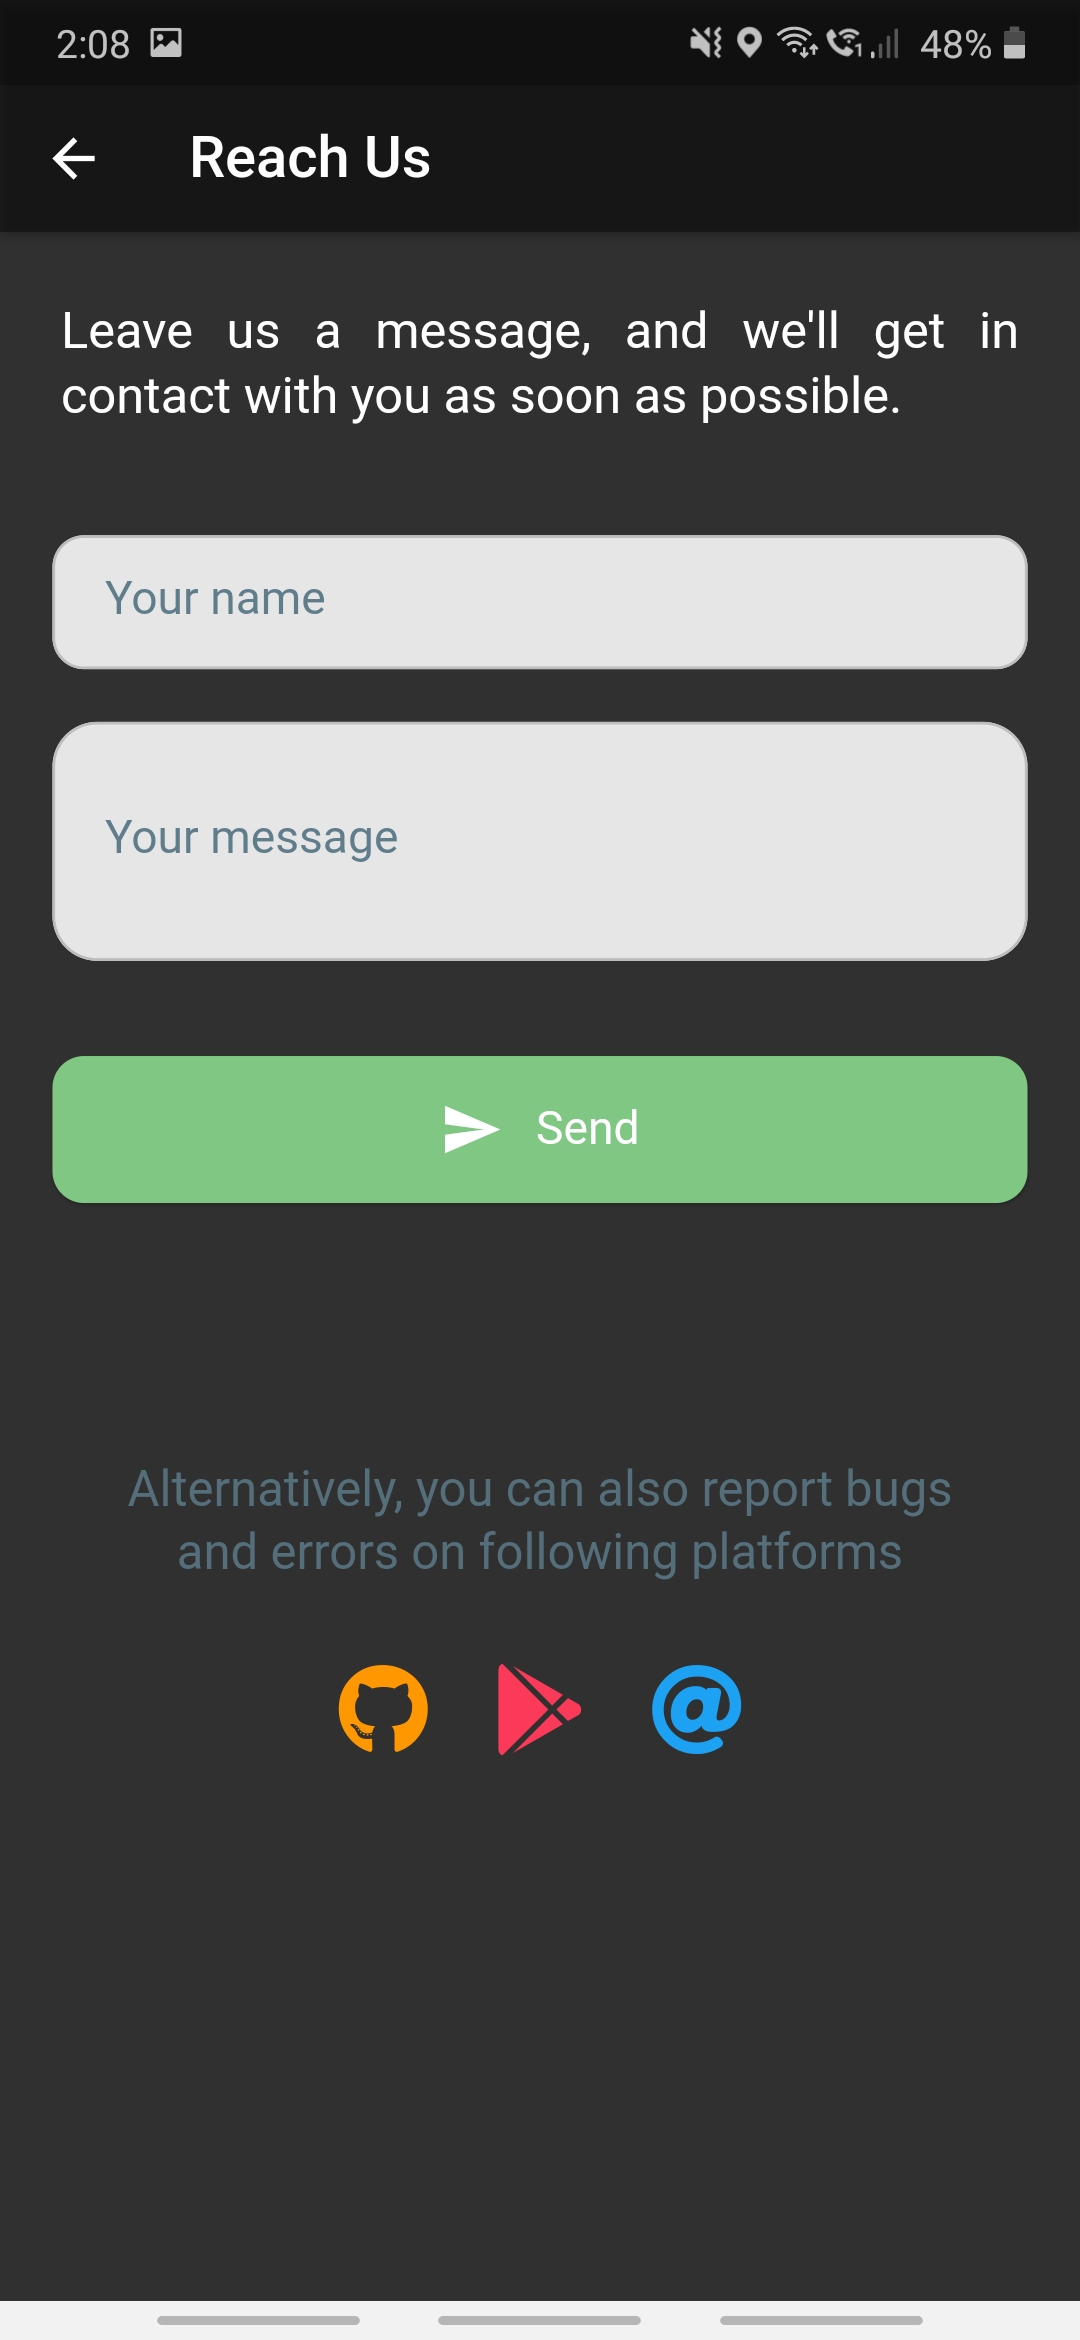 2:08 48%
Reach Us
Leave us a message, and we'll get in
contact with you as soon as possible.
Your name
Your message
Send
Alternatively, you can also report bugs
and errors on following platforms